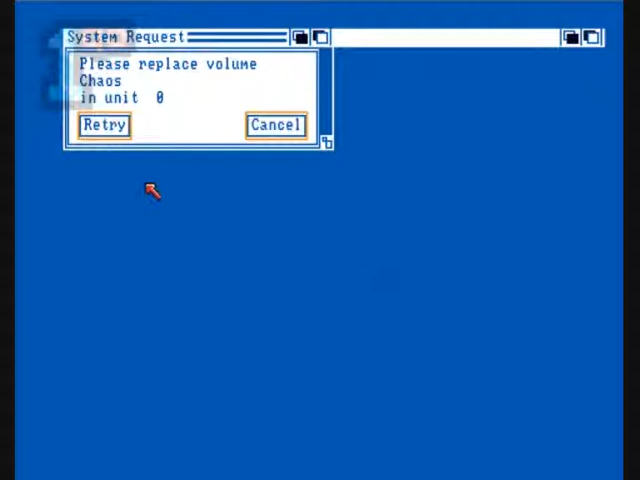 System Request
Please replace volume
Chaos
in unit 0
Retry
Cancel